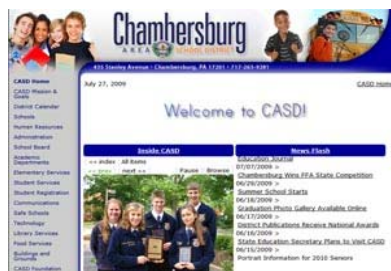 Chambersburg
AREA SCHOOL DISTRICT
435 Stanley Avenue • Chambersburg, PA 17201 • 717-263-9281
July 27, 2009
CASD Home
Welcome to CASD!
CASD Home
CASD Mission &
Goals
District Calendar
Schools
Human Resources
Administration
School Board
Academic
Departments
Elementary Services
Student Services
Student Registration
Communications
Safe Schools
Technology
Library Services
Food Services
Buildings and
Grounds
CASD Foundation
Inside CASD
<< index All Items
<< prev next >> Pause Browse
News Flash
Education Journal
07/07/2009 >
Chambersburg Wins FFA State Competition
06/29/2009 >
Summer School Starts
06/18/2009 >
Graduation Photo Gallery Available Online
06/17/2009 >
District Publications Receive National Awards
06/16/2009 >
State Education Secretary Plans to Visit CASD
06/15/2009 >
Portrait Information for 2010 Seniors